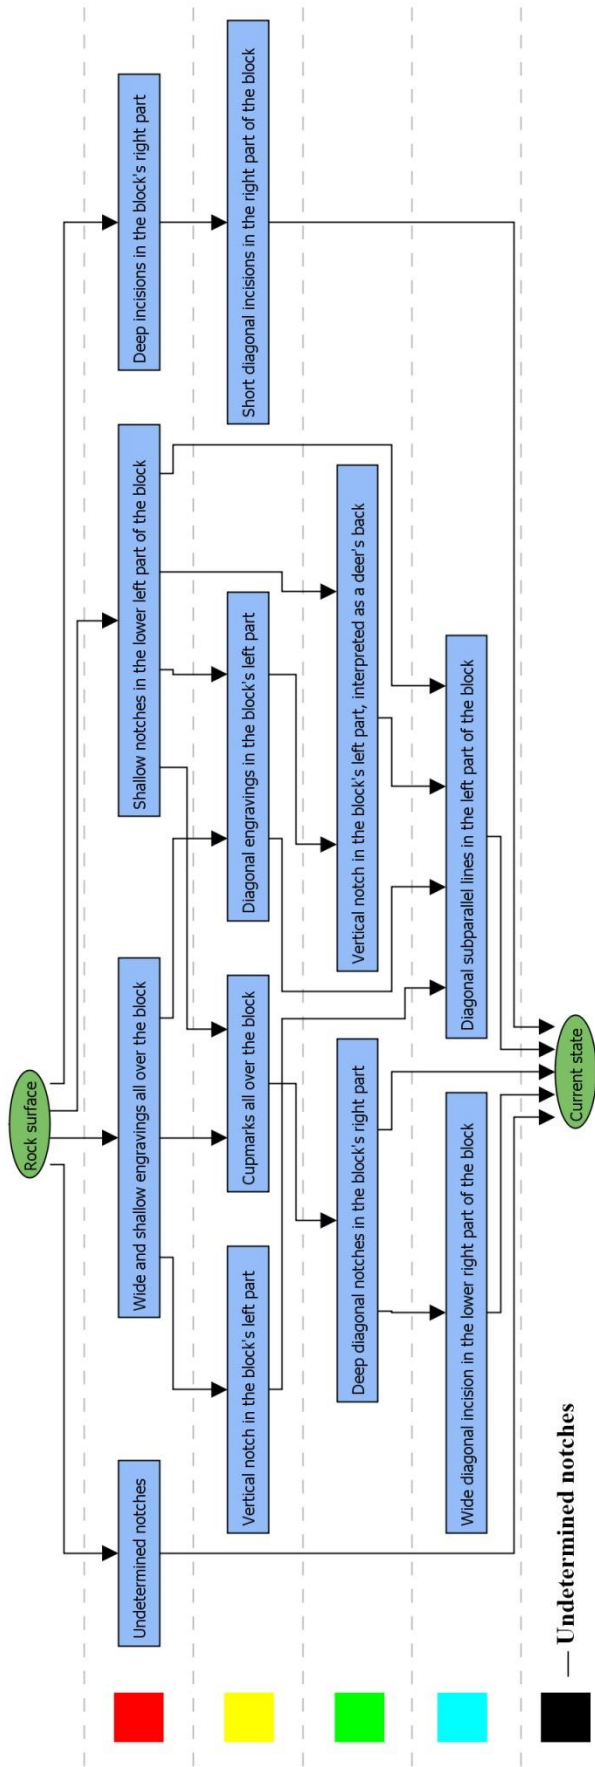 Rock surface
Undetermined notches
Wide and shallow engravings all over the block
Shallow notches in the lower left part of the block
Deep incisions in the block's right part
Vertical notch in the block's left part
Cupmarks all over the block
Diagonal engravings in the block's left part
Short diagonal incisions in the right part of the block
Deep diagonal notches in the block's right part
Vertical notch in the block's left part, interpreted as a deer's back
Wide diagonal incision in the lower right part of the block
Diagonal subparallel lines in the left part of the block
— Undetermined notches
Current state